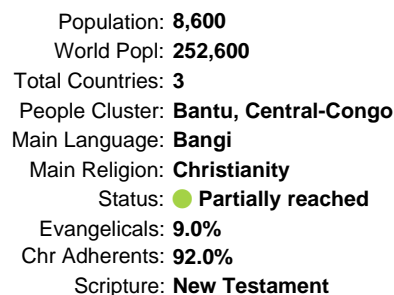 Population: 8,600
World Popl: 252,600
Total Countries: 3
People Cluster: Bantu, Central-Congo
Main Language: Bangi
Main Religion: Christianity
Status: Partially reached
Evangelicals: 9.0%
Chr Adherents: 92.0%
Scripture: New Testament